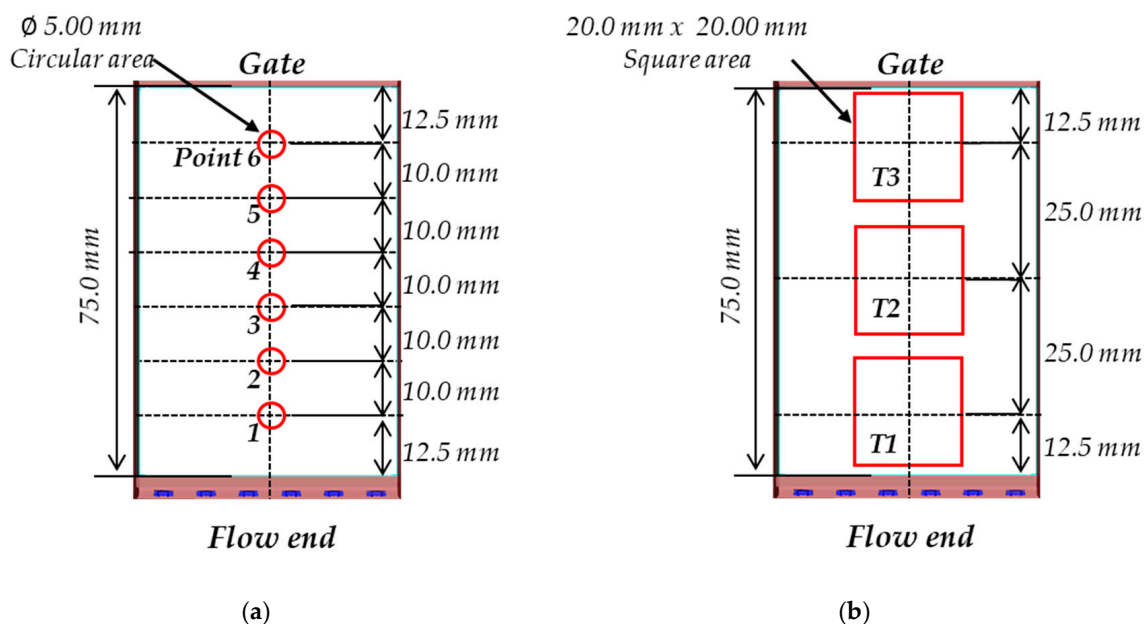 Ø 5.00 mm
Circular area
Gate
12.5 mm
Point 6
10.0 mm
5
10.0 mm
4
10.0 mm
75.0 mm
3
10.0 mm
2
10.0 mm
1
12.5 mm
Flow end
(a)
20.0 mm x 20.00 mm
Square area
Gate
12.5 mm
T3
25.0 mm
75.0 mm
T2
25.0 mm
T1
12.5 mm
Flow end
(b)